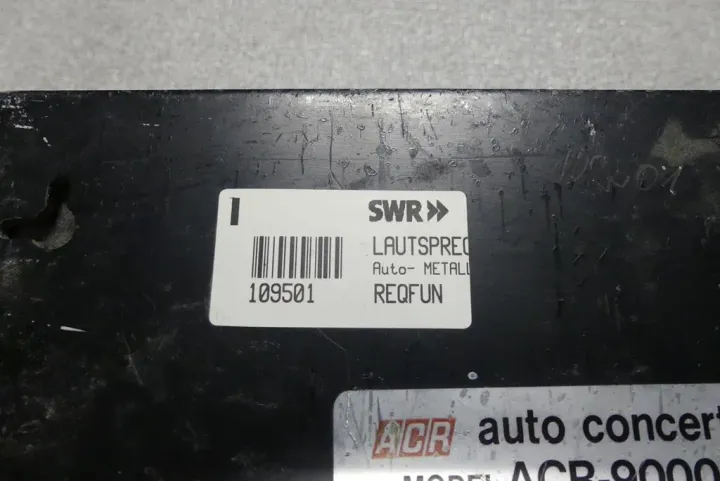 I
SWR
LAUTSPREC
Auto- METALL
109501
REQFUN
ACR auto concert
MODEL ACR-9000